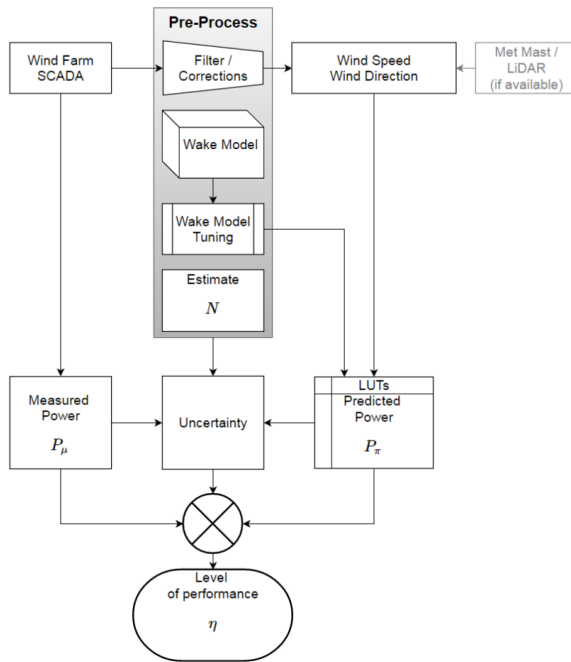 Pre-Process
Wind Farm
SCADA
Filter /
Corrections
Wind Speed
Wind Direction
Met Mast /
LiDAR
(if available)
Wake Model
Wake Model
Tuning
Estimate
N
Measured
Power
Pμ
Uncertainty
LUTs
Predicted
Power
Pπ
Level
of performance
η